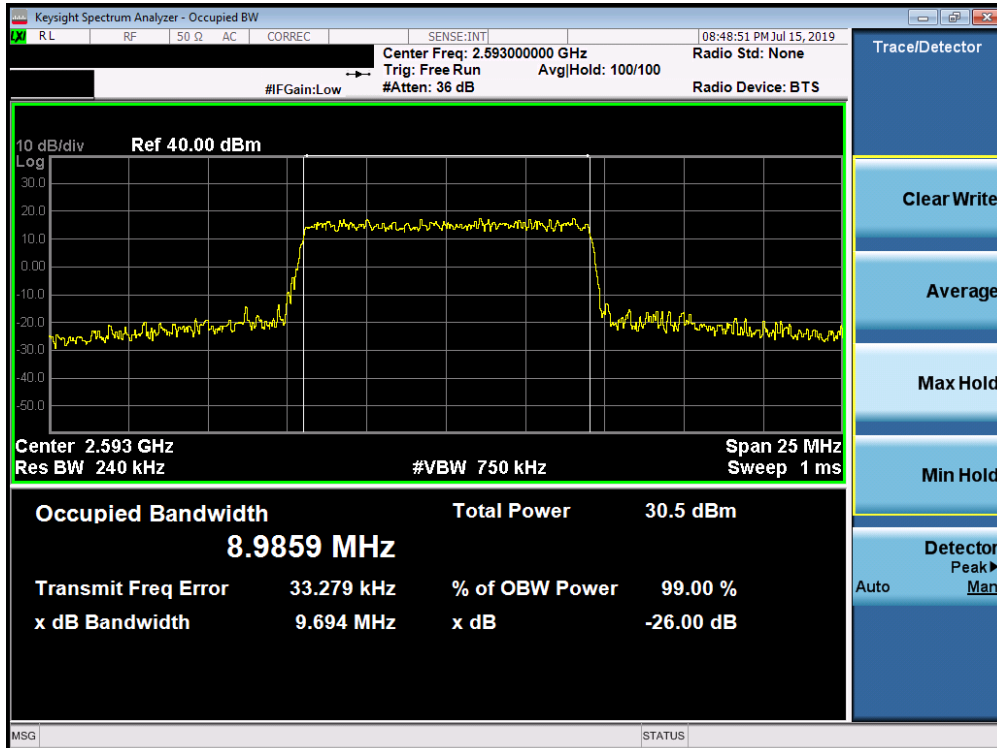 Keysight Spectrum Analyzer - Occupied BW
LXI RL RF 50 Ω AC CORREC SENSE:INT 08:48:51 PM Jul 15, 2019
Center Freq: 2.593000000 GHz Radio Std: None
Trig: Free Run Avg|Hold: 100/100
#IFGain:Low #Atten: 36 dB Radio Device: BTS
10 dB/div Ref 40.00 dBm
Log
30.0
20.0
10.0
0.00
-10.0
-20.0
-30.0
-40.0
-50.0
Center 2.593 GHz Span 25 MHz
Res BW 240 kHz #VBW 750 kHz Sweep 1 ms
Occupied Bandwidth Total Power 30.5 dBm
8.9859 MHz
Transmit Freq Error 33.279 kHz % of OBW Power 99.00 %
x dB Bandwidth 9.694 MHz x dB -26.00 dB
Trace/Detector
Clear Write
Average
Max Hold
Min Hold
Detector
Peak
Auto Man
MSG STATUS